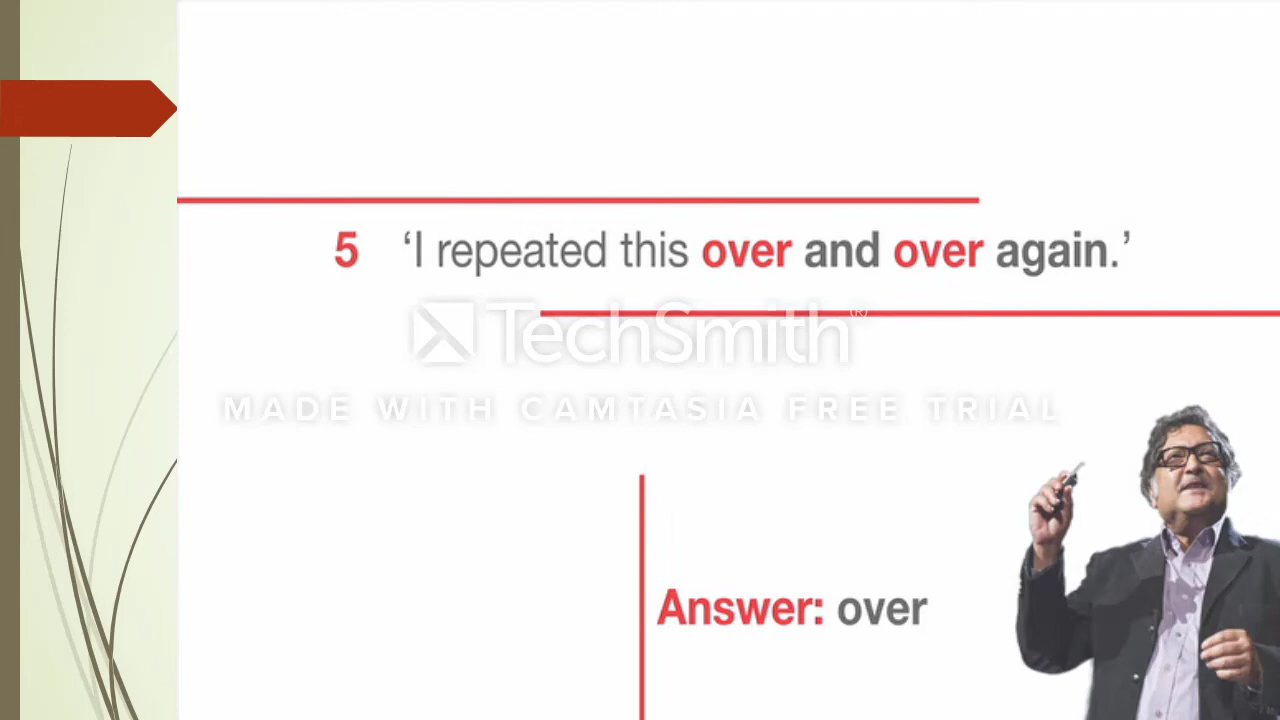 5 ‘I repeated this over and over again.’
TechSmith®
MADE WITH CAMTASIA FREE TRIAL
Answer: over